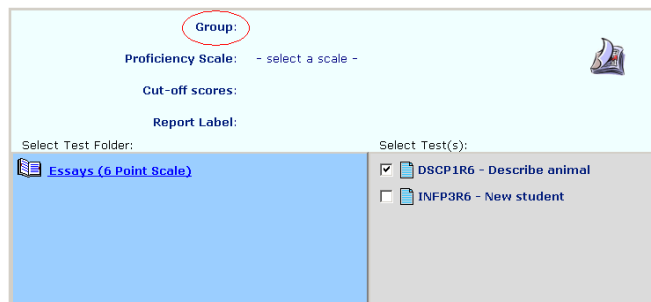 Group:
Proficiency Scale: - select a scale -
Cut-off scores:
Report Label:
Select Test Folder: Select Test(s):
Essays (6 Point Scale) DSCP1R6 - Describe animal
INFP3R6 - New student